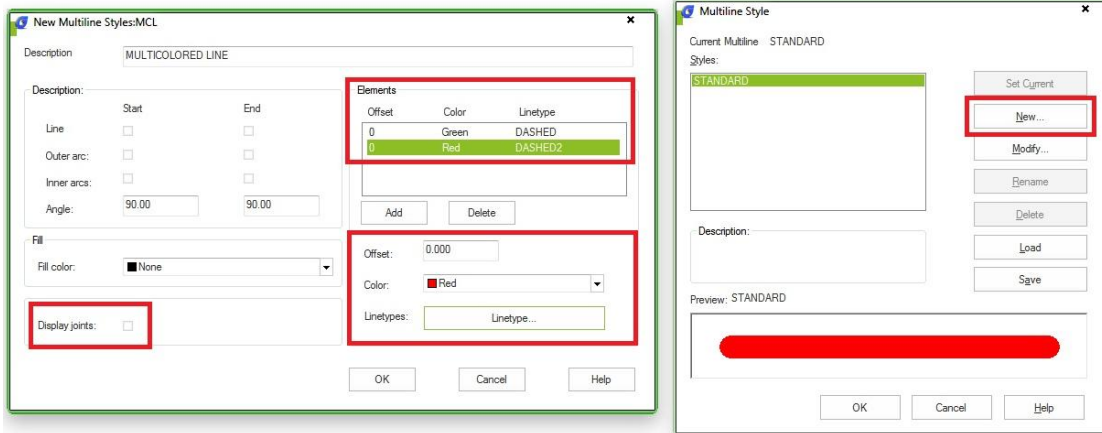 New Multiline Styles:MCL
Description MULTICOLORED LINE
Description:
Start End
Line
Outer arc:
Inner arcs:
Angle: 90.00 90.00
Fill
Fill color: None
Display joints:
Elements
Offset Color Linetype
0 Green DASHED
0 Red DASHED2
Add Delete
Offset: 0.000
Color: Red
Linetypes: Linetype...
OK Cancel Help
Multiline Style
Current Multiline STANDARD
Styles:
STANDARD
Set Current
New...
Modify...
Rename
Delete
Load
Save
Description:
Preview: STANDARD
OK Cancel Help